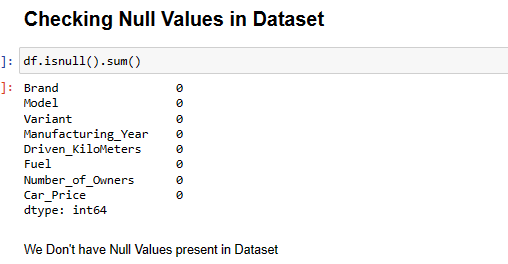 Checking Null Values in Dataset
]: df.isnull().sum()
]: Brand 0
Model 0
Variant 0
Manufacturing_Year 0
Driven_KiloMeters 0
Fuel 0
Number_of_Owners 0
Car_Price 0
dtype: int64
We Don't have Null Values present in Dataset